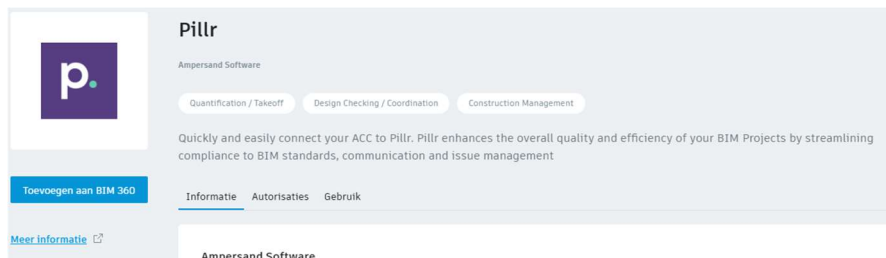 Pillr
Ampersand Software
p.
Quantification / Takeoff Design Checking / Coordination Construction Management
Quickly and easily connect your ACC to Pillr. Pillr enhances the overall quality and efficiency of your BIM Projects by streamlining
compliance to BIM standards, communication and issue management
Toevoegen aan BIM 360
Informatie Autorisaties Gebruik
Meer informatie
Ampersand Software